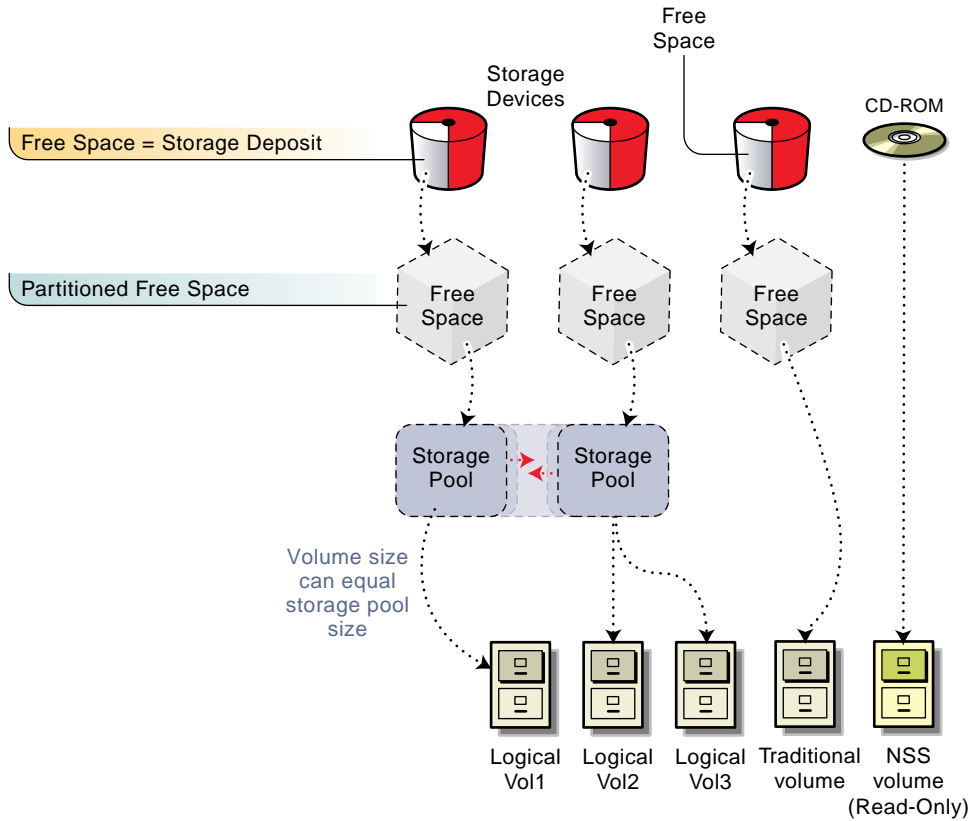 Free
Space
Storage
Devices
CD-ROM
Free Space = Storage Deposit
Partitioned Free Space
Free
Space
Free
Space
Free
Space
Storage
Pool
Storage
Pool
Volume size
can equal
storage pool
size
Logical
Vol1
Logical
Vol2
Logical
Vol3
Traditional
volume
NSS
volume
(Read-Only)